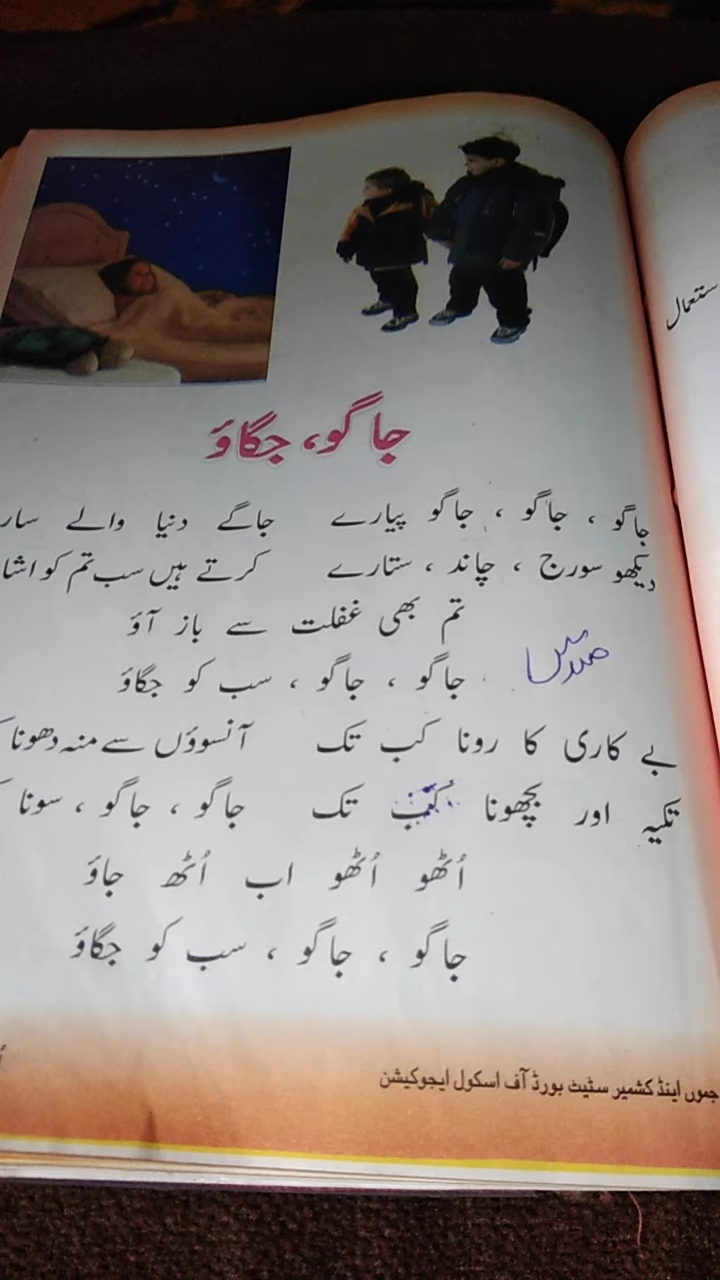 جاگو، جگاؤ
جاگو ، جاگو ، جاگو پیارے جاگے دنیا والے
دیکھو سورج ، چاند ، ستارے کرتے ہیں سب تم کو
تم بھی غفلت سے باز آؤ
جاگو ، جاگو ، سب کو جگاؤ
بے کاری کا رونا کب تک آنسوؤں سے منہ دھونا
تکیہ اور بچھونا کب تک جاگو ، جاگو ، سونا
اُٹھو اُٹھو اب اُٹھ جاؤ
جاگو ، جاگو ، سب کو جگاؤ
جموں اینڈ کشمیر سٹیٹ بورڈ آف اسکول ایجوکیشن